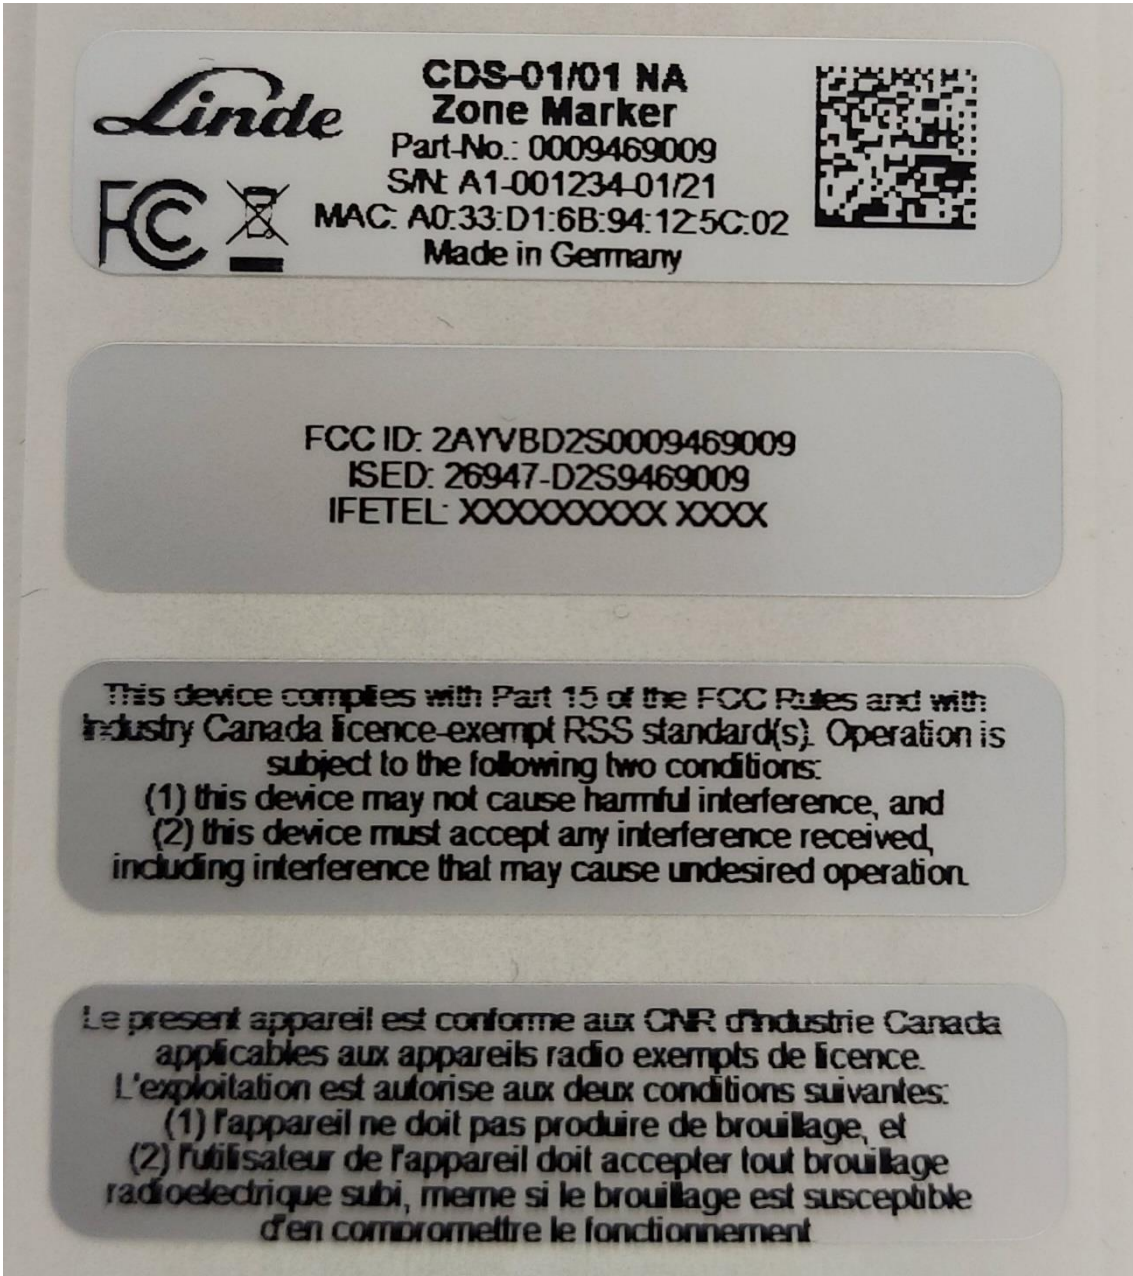 Linde
CDS-01/01 NA
Zone Marker
Part-No.: 0009469009
S/N: A1-001234-01/21
MAC: A0:33:D1:6B:94:12:5C:02
Made in Germany
FC
FCC ID: 2AYVBD2S0009469009
ISED: 26947-D2S9469009
IFETEL: XXXXXXXXXX XXXX
This device complies with Part 15 of the FCC Rules and with
Industry Canada licence-exempt RSS standard(s). Operation is
subject to the following two conditions:
(1) this device may not cause harmful interference, and
(2) this device must accept any interference received,
including interference that may cause undesired operation.
Le present appareil est conforme aux CNR d'Industrie Canada
applicables aux appareils radio exempts de licence.
L'exploitation est autorise aux deux conditions suivantes:
(1) l'appareil ne doit pas produire de brouillage, et
(2) l'utilisateur de l'appareil doit accepter tout brouillage
radioelectrique subi, meme si le brouillage est susceptible
d'en compromettre le fonctionnement